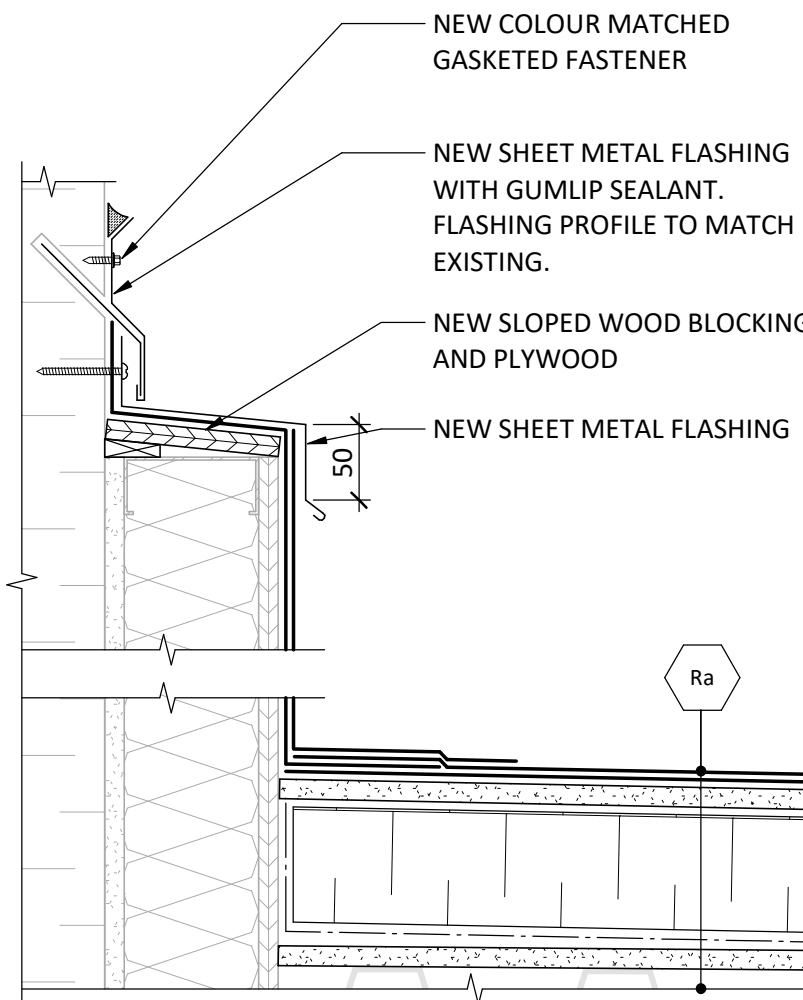 NEW COLOUR MATCHED
GASKETED FASTENER
NEW SHEET METAL FLASHING
WITH GUMLIP SEALANT.
FLASHING PROFILE TO MATCH
EXISTING.
NEW SLOPED WOOD BLOCKING
AND PLYWOOD
NEW SHEET METAL FLASHING
50
Ra